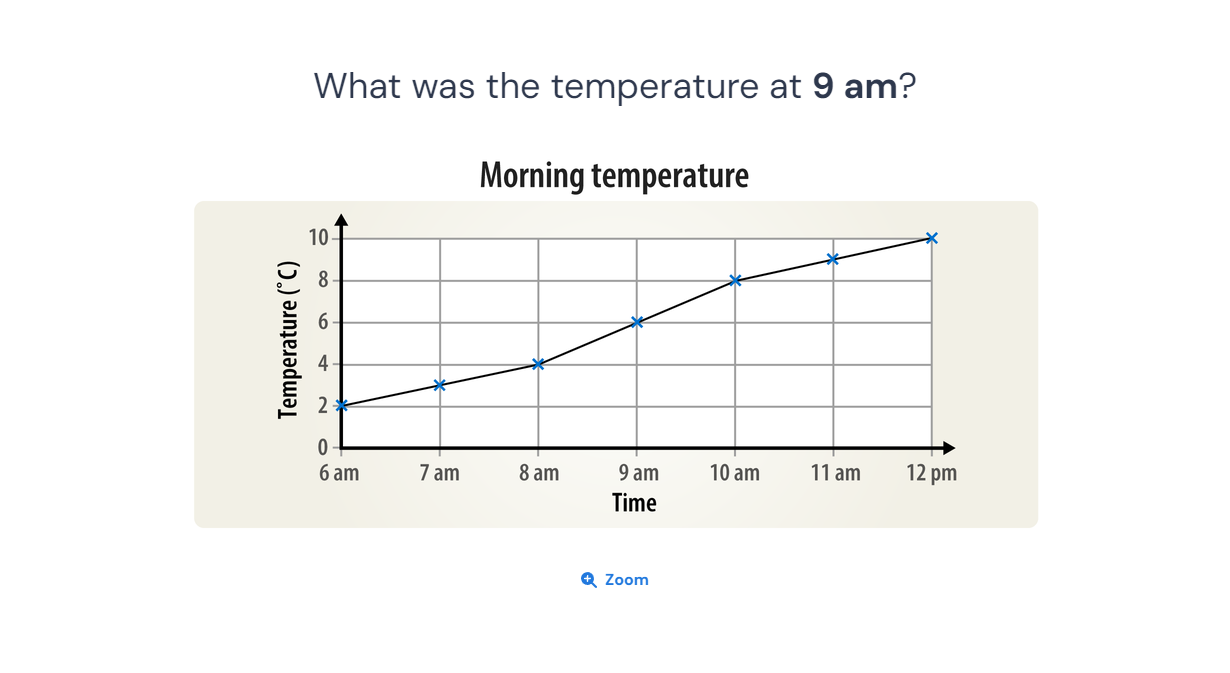 What was the temperature at 9 am?
Morning temperature
Temperature (˚C)
10
8
6
4
2
0
6 am 7 am 8 am 9 am 10 am 11 am 12 pm
Time
Zoom